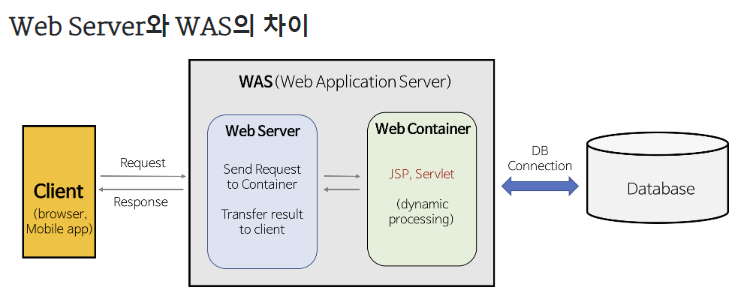 Web Server와 WAS의 차이
WAS(Web Application Server)
Client
(browser,
Mobile app)
Request
Response
Web Server
Send Request
to Container
Transfer result
to client
Web Container
JSP, Servlet
(dynamic
processing)
DB
Connection
Database